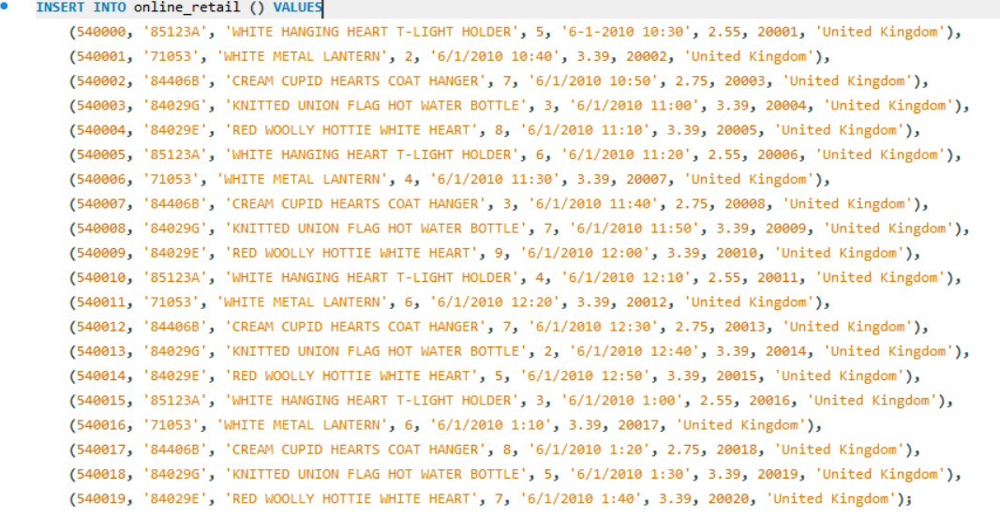 INSERT INTO online_retail () VALUES
(540000, '85123A', 'WHITE HANGING HEART T-LIGHT HOLDER', 5, '6-1-2010 10:30', 2.55, 20001, 'United Kingdom'),
(540001, '71053', 'WHITE METAL LANTERN', 2, '6/1/2010 10:40', 3.39, 20002, 'United Kingdom'),
(540002, '84406B', 'CREAM CUPID HEARTS COAT HANGER', 7, '6/1/2010 10:50', 2.75, 20003, 'United Kingdom'),
(540003, '84029G', 'KNITTED UNION FLAG HOT WATER BOTTLE', 3, '6/1/2010 11:00', 3.39, 20004, 'United Kingdom'),
(540004, '84029E', 'RED WOOLLY HOTTIE WHITE HEART', 8, '6/1/2010 11:10', 3.39, 20005, 'United Kingdom'),
(540005, '85123A', 'WHITE HANGING HEART T-LIGHT HOLDER', 6, '6/1/2010 11:20', 2.55, 20006, 'United Kingdom'),
(540006, '71053', 'WHITE METAL LANTERN', 4, '6/1/2010 11:30', 3.39, 20007, 'United Kingdom'),
(540007, '84406B', 'CREAM CUPID HEARTS COAT HANGER', 3, '6/1/2010 11:40', 2.75, 20008, 'United Kingdom'),
(540008, '84029G', 'KNITTED UNION FLAG HOT WATER BOTTLE', 7, '6/1/2010 11:50', 3.39, 20009, 'United Kingdom'),
(540009, '84029E', 'RED WOOLLY HOTTIE WHITE HEART', 9, '6/1/2010 12:00', 3.39, 20010, 'United Kingdom'),
(540010, '85123A', 'WHITE HANGING HEART T-LIGHT HOLDER', 4, '6/1/2010 12:10', 2.55, 20011, 'United Kingdom'),
(540011, '71053', 'WHITE METAL LANTERN', 6, '6/1/2010 12:20', 3.39, 20012, 'United Kingdom'),
(540012, '84406B', 'CREAM CUPID HEARTS COAT HANGER', 7, '6/1/2010 12:30', 2.75, 20013, 'United Kingdom'),
(540013, '84029G', 'KNITTED UNION FLAG HOT WATER BOTTLE', 2, '6/1/2010 12:40', 3.39, 20014, 'United Kingdom'),
(540014, '84029E', 'RED WOOLLY HOTTIE WHITE HEART', 5, '6/1/2010 12:50', 3.39, 20015, 'United Kingdom'),
(540015, '85123A', 'WHITE HANGING HEART T-LIGHT HOLDER', 3, '6/1/2010 1:00', 2.55, 20016, 'United Kingdom'),
(540016, '71053', 'WHITE METAL LANTERN', 6, '6/1/2010 1:10', 3.39, 20017, 'United Kingdom'),
(540017, '84406B', 'CREAM CUPID HEARTS COAT HANGER', 8, '6/1/2010 1:20', 2.75, 20018, 'United Kingdom'),
(540018, '84029G', 'KNITTED UNION FLAG HOT WATER BOTTLE', 5, '6/1/2010 1:30', 3.39, 20019, 'United Kingdom'),
(540019, '84029E', 'RED WOOLLY HOTTIE WHITE HEART', 7, '6/1/2010 1:40', 3.39, 20020, 'United Kingdom');